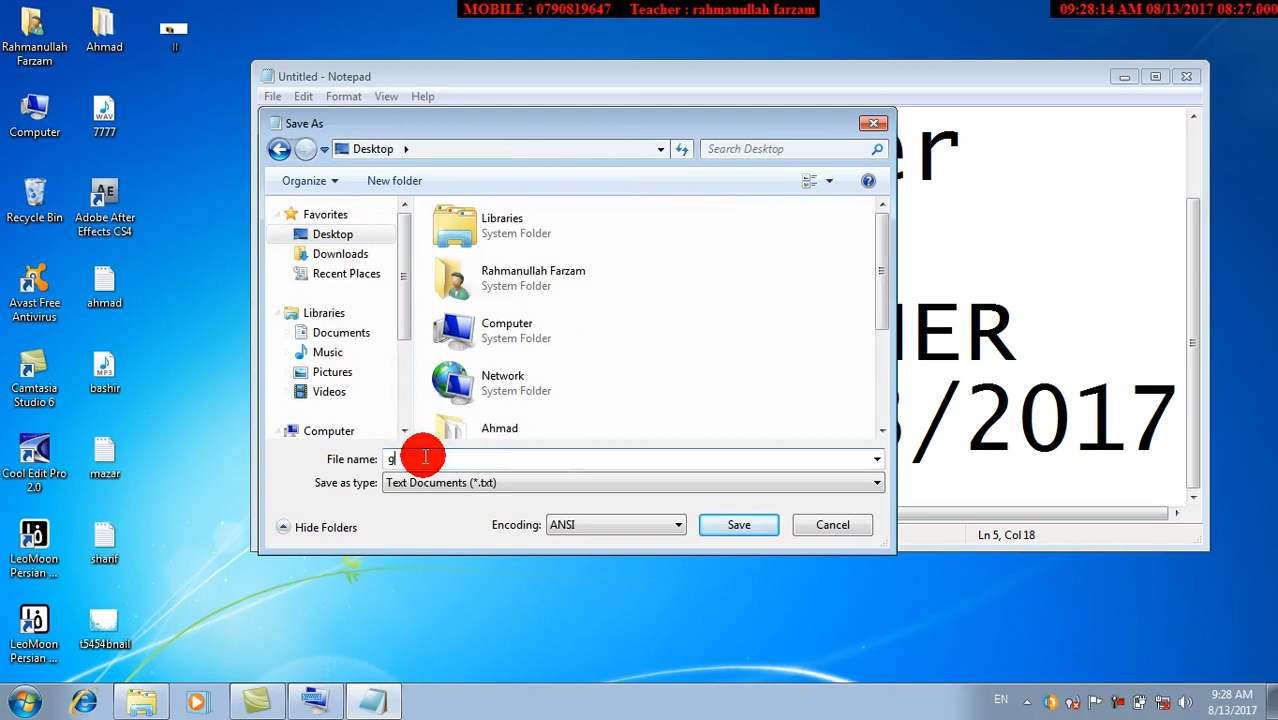 MOBILE : 0790819647 Teacher : rahmanullah farzam
09:28:14 AM 08/13/2017 08:27.000
Rahmanullah Farzam
Ahmad
ll
Computer
7777
Recycle Bin
Adobe After Effects CS4
Avast Free Antivirus
ahmad
Camtasia Studio 6
bashir
Cool Edit Pro 2.0
mazar
LeoMoon Persian ...
sharif
LeoMoon Persian ...
t5454bnail
Untitled - Notepad
File Edit Format View Help
er
HER
/2017
Ln 5, Col 18
Save As
Desktop
Search Desktop
Organize
New folder
Favorites
Desktop
Downloads
Recent Places
Libraries
Documents
Music
Pictures
Videos
Computer
Libraries
System Folder
Rahmanullah Farzam
System Folder
Computer
System Folder
Network
System Folder
Ahmad
File name: g
Save as type: Text Documents (*.txt)
Hide Folders
Encoding: ANSI
Save
Cancel
EN
9:28 AM
8/13/2017